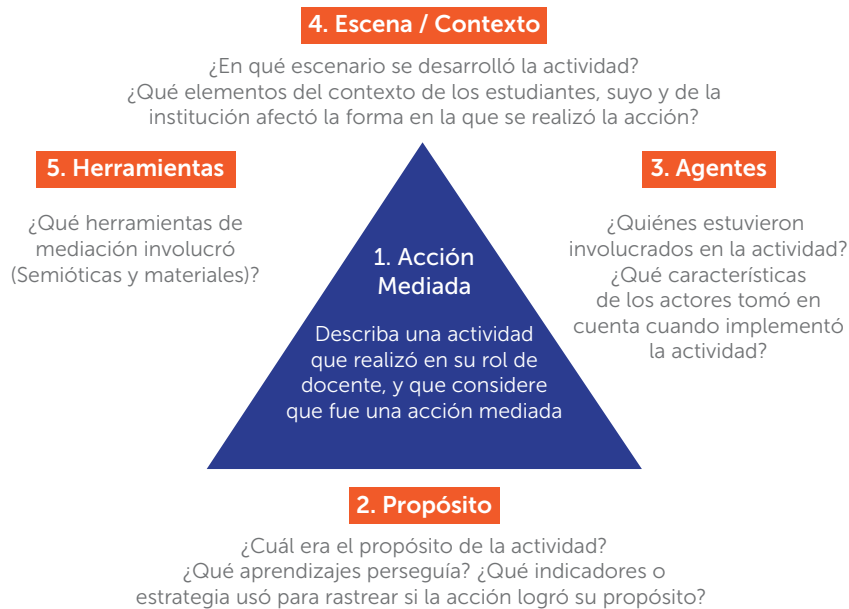 4. Escena / Contexto
¿En qué escenario se desarrolló la actividad?
¿Qué elementos del contexto de los estudiantes, suyo y de la
institución afectó la forma en la que se realizó la acción?
5. Herramientas
¿Qué herramientas de
mediación involucró
(Semióticas y materiales)?
3. Agentes
¿Quiénes estuvieron
involucrados en la actividad?
¿Qué características
de los actores tomó en
cuenta cuando implementó
la actividad?
1. Acción
Mediada
Describa una actividad
que realizó en su rol de
docente, y que considere
que fue una acción mediada
2. Propósito
¿Cuál era el propósito de la actividad?
¿Qué aprendizajes perseguía? ¿Qué indicadores o
estrategia usó para rastrear si la acción logró su propósito?